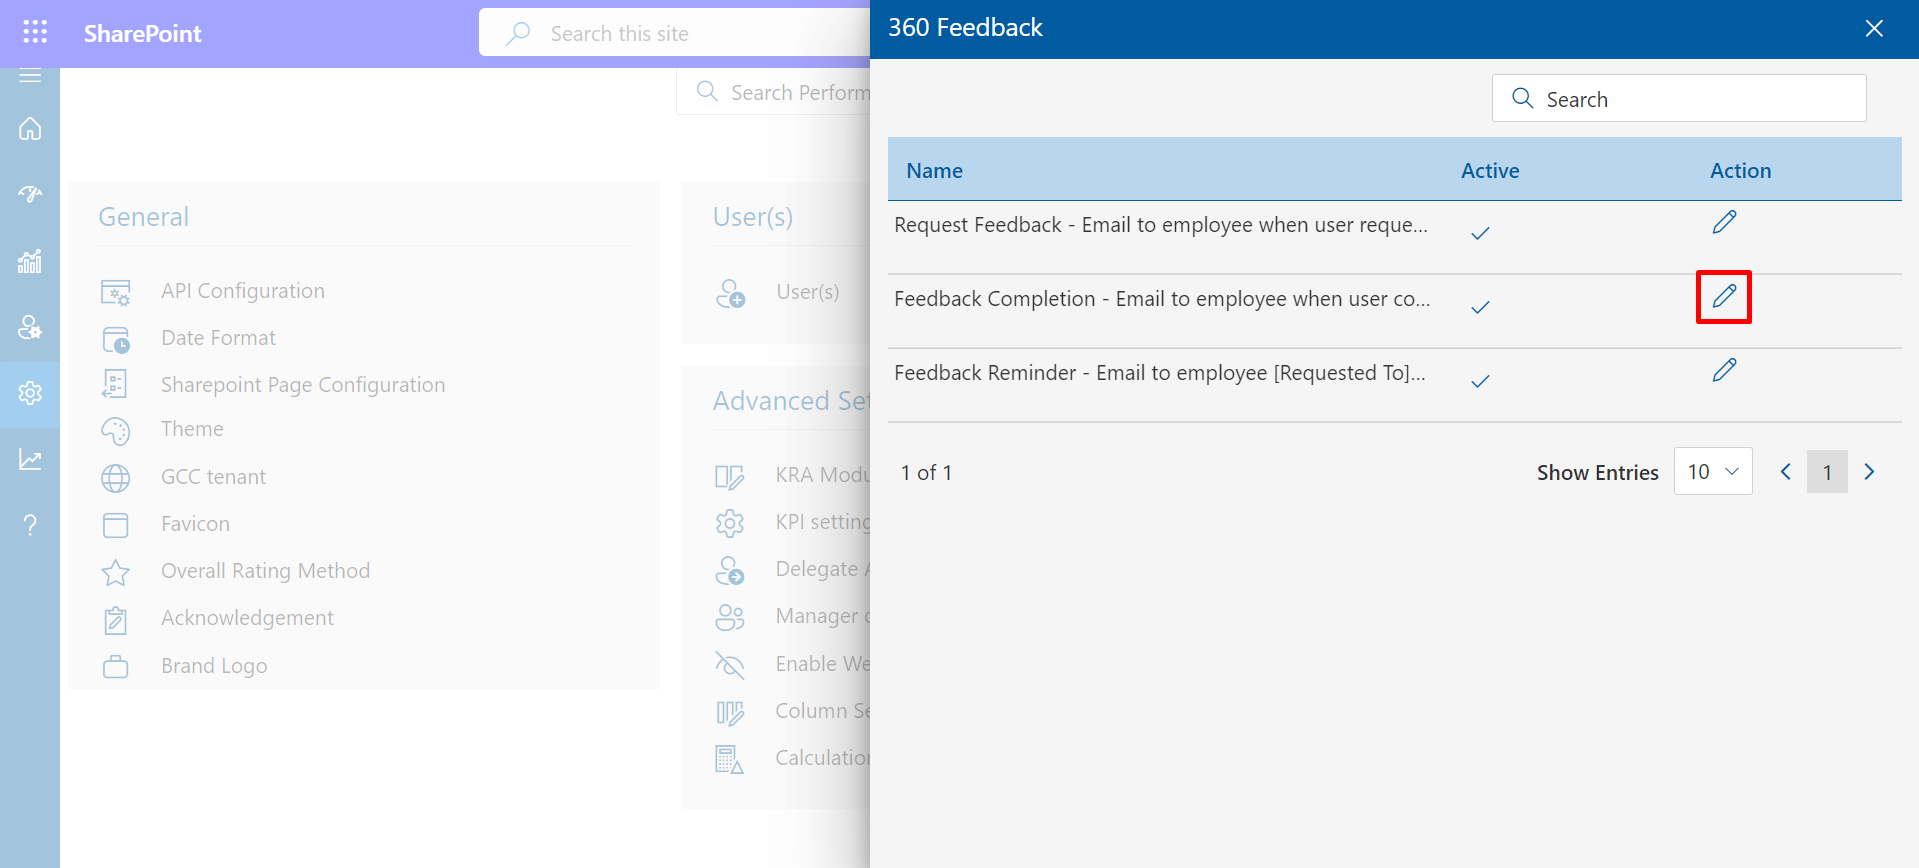 SharePoint
Search this site
360 Feedback
Search Perform
Search
General
API Configuration
Date Format
Sharepoint Page Configuration
Theme
GCC tenant
Favicon
Overall Rating Method
Acknowledgement
Brand Logo
User(s)
User(s)
Advanced Set
KRA Modu
KPI setting
Delegate A
Manager o
Enable We
Column Se
Calculation
Name Active Action
Request Feedback - Email to employee when user reque...
Feedback Completion - Email to employee when user co...
Feedback Reminder - Email to employee [Requested To]...
1 of 1 Show Entries 10 1